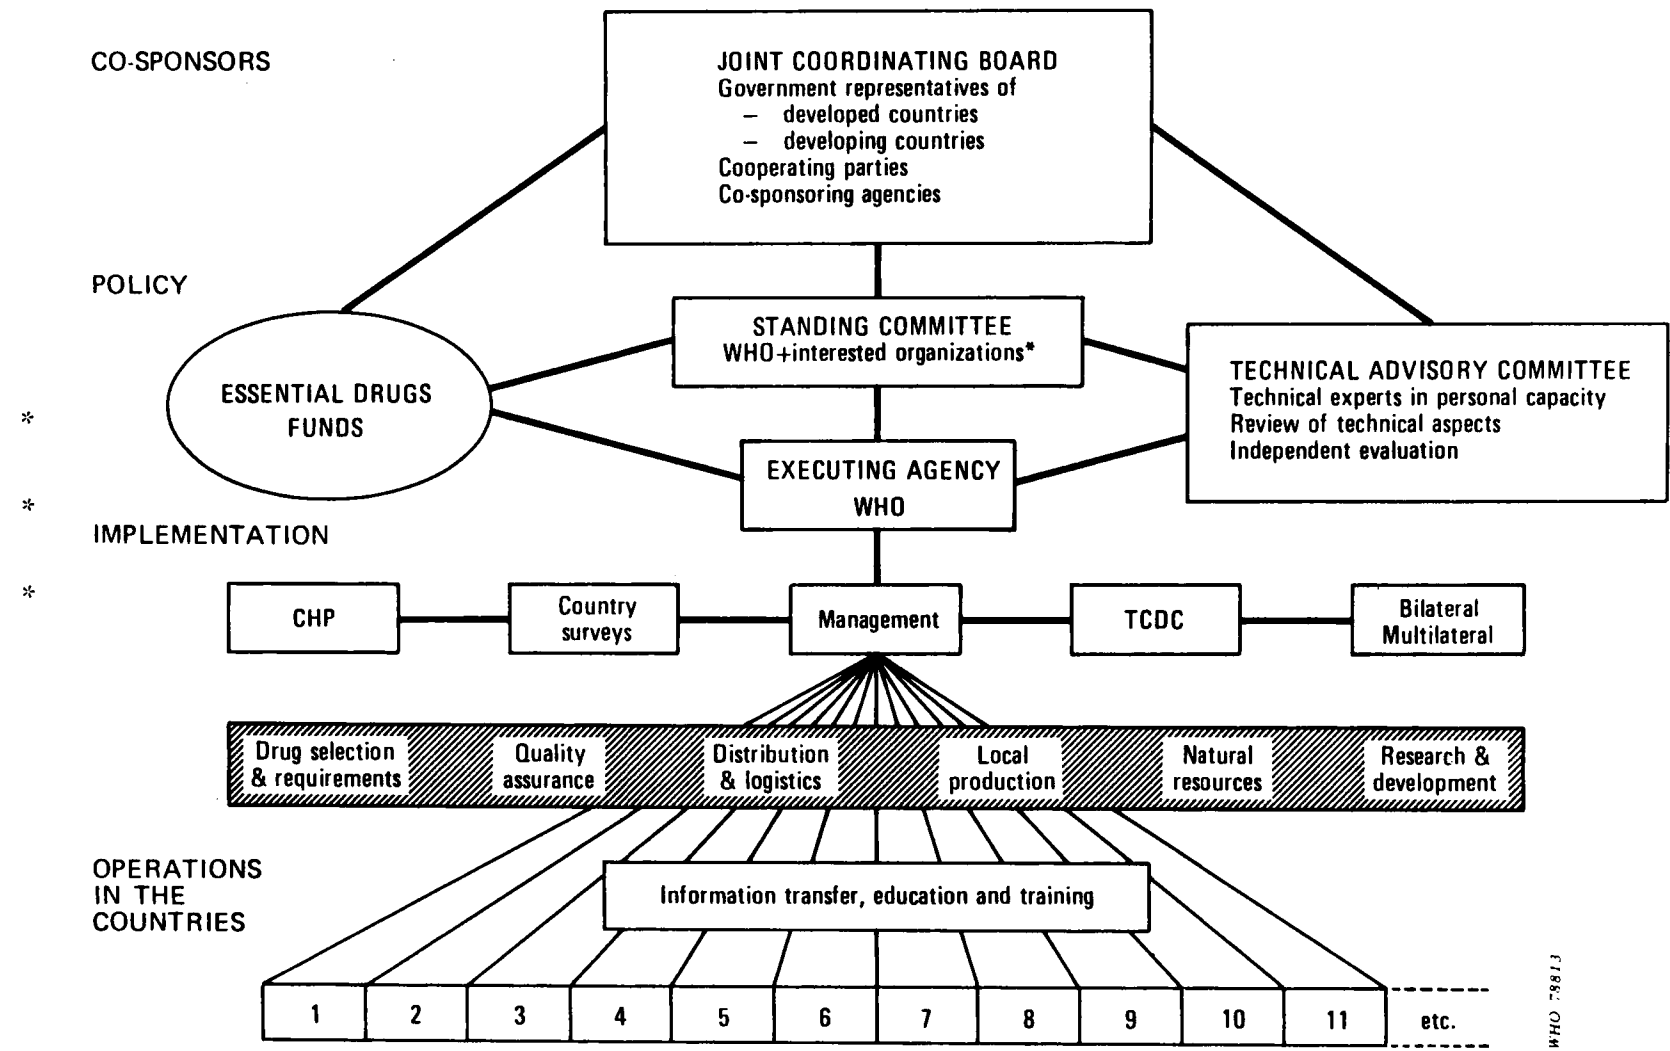 CO-SPONSORS
JOINT COORDINATING BOARD
Government representatives of
– developed countries
– developing countries
Cooperating parties
Co-sponsoring agencies
POLICY
STANDING COMMITTEE
WHO+interested organizations*
ESSENTIAL DRUGS
FUNDS
TECHNICAL ADVISORY COMMITTEE
Technical experts in personal capacity
Review of technical aspects
Independent evaluation
*
*
*
EXECUTING AGENCY
WHO
IMPLEMENTATION
CHP
Country
surveys
Management
TCDC
Bilateral
Multilateral
Drug selection
& requirements
Quality
assurance
Distribution
& logistics
Local
production
Natural
resources
Research &
development
OPERATIONS
IN THE
COUNTRIES
Information transfer, education and training
1 2 3 4 5 6 7 8 9 10 11 etc.
WHO 78813